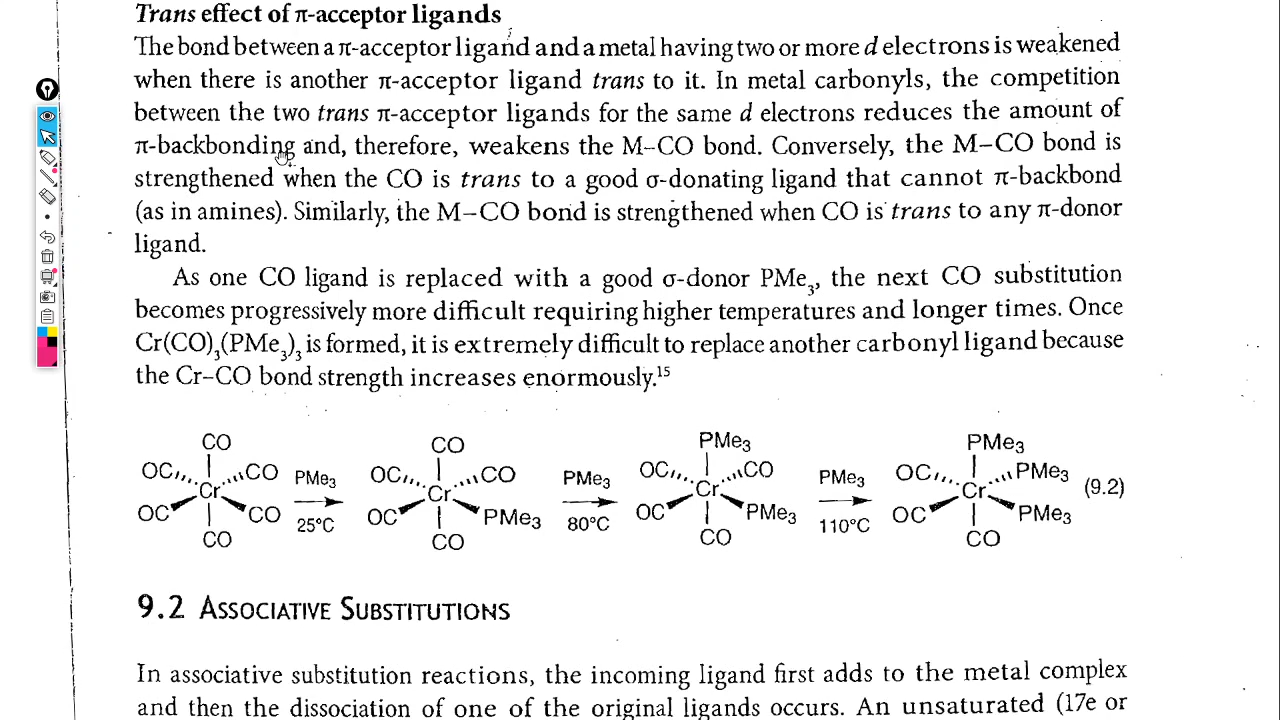 Trans effect of π-acceptor ligands
The bond between a π-acceptor ligand and a metal having two or more d electrons is weakened
when there is another π-acceptor ligand trans to it. In metal carbonyls, the competition
between the two trans π-acceptor ligands for the same d electrons reduces the amount of
π-backbonding and, therefore, weakens the M–CO bond. Conversely, the M–CO bond is
strengthened when the CO is trans to a good σ-donating ligand that cannot π-backbond
(as in amines). Similarly, the M–CO bond is strengthened when CO is trans to any π-donor
ligand.
As one CO ligand is replaced with a good σ-donor PMe₃, the next CO substitution
becomes progressively more difficult requiring higher temperatures and longer times. Once
Cr(CO)₃(PMe₃)₃ is formed, it is extremely difficult to replace another carbonyl ligand because
the Cr–CO bond strength increases enormously.¹⁵
CO CO PMe₃ PMe₃
OC CO PMe₃ OC CO PMe₃ OC CO PMe₃ OC PMe₃
Cr Cr Cr Cr (9.2)
OC CO 25°C OC PMe₃ 80°C OC PMe₃ 110°C OC PMe₃
CO CO CO CO
9.2 ASSOCIATIVE SUBSTITUTIONS
In associative substitution reactions, the incoming ligand first adds to the metal complex
and then the dissociation of one of the original ligands occurs. An unsaturated (17e or